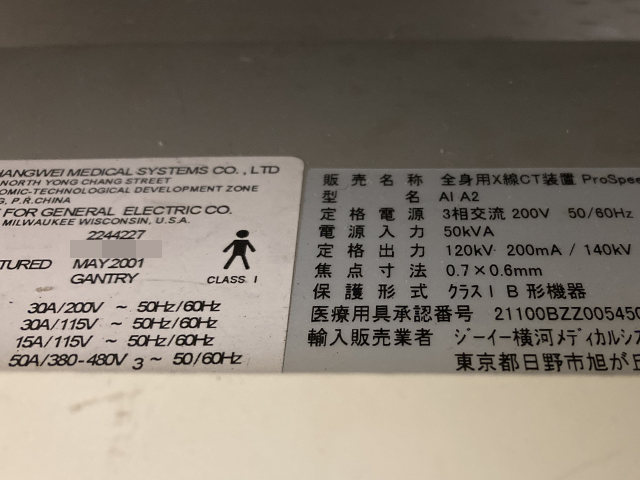 HANGWEI MEDICAL SYSTEMS CO., LTD
NORTH YONG CHANG STREET
OMIC-TECHNOLOGICAL DEVELOPMENT ZONE
G, P.R.CHINA
FOR GENERAL ELECTRIC CO.
MILWAUKEE WISCONSIN, U.S.A.
2244227
TURED MAY 2001
GANTRY
CLASS I
30A/200V ~ 50Hz/60Hz
30A/115V ~ 50Hz/60Hz
15A/115V ~ 50Hz/60Hz
50A/380-480V 3~ 50/60Hz
販売名称 全身用X線CT装置 ProSpee
型名 AI A2
定格電源 3相交流 200V 50/60Hz
電源入力 50kVA
定格出力 120kV 200mA / 140kV
焦点寸法 0.7×0.6mm
保護形式 クラスI B形機器
医療用具承認番号 21100BZZ005450
輸入販売業者 ジーイー横河メディカルシス
東京都日野市旭が丘